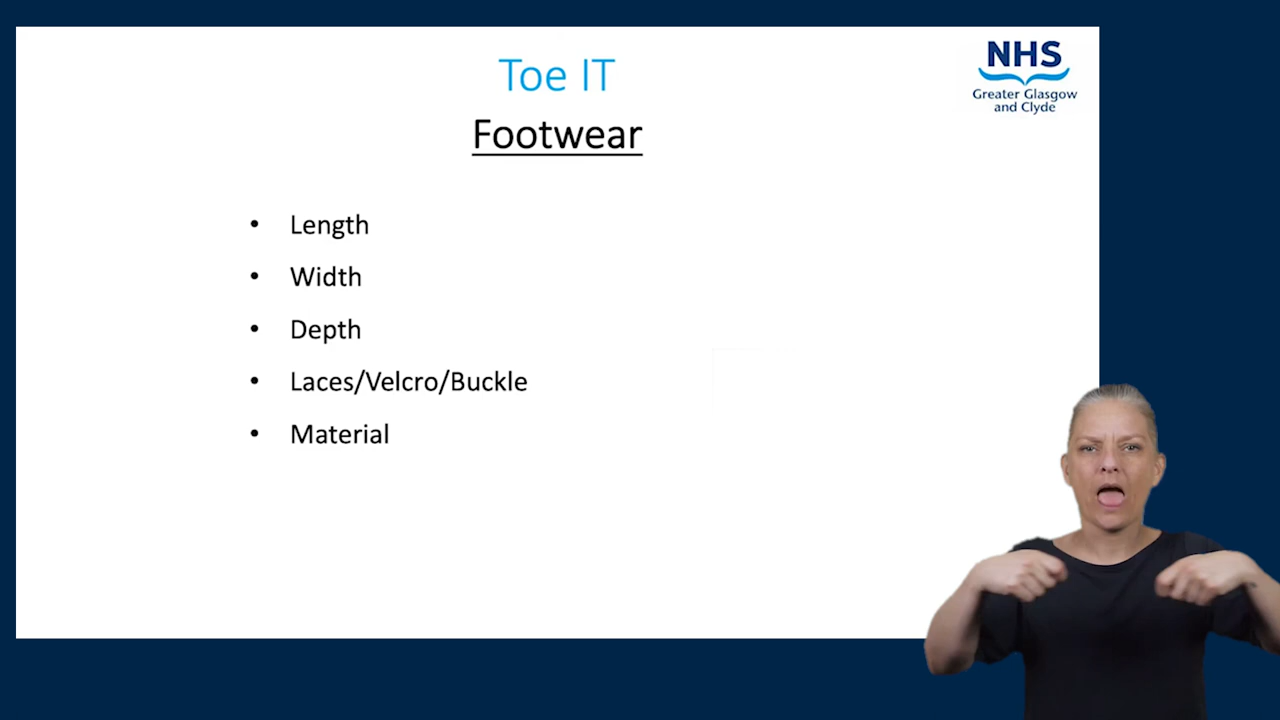 Toe IT
Footwear
NHS
Greater Glasgow
and Clyde
• Length
• Width
• Depth
• Laces/Velcro/Buckle
• Material